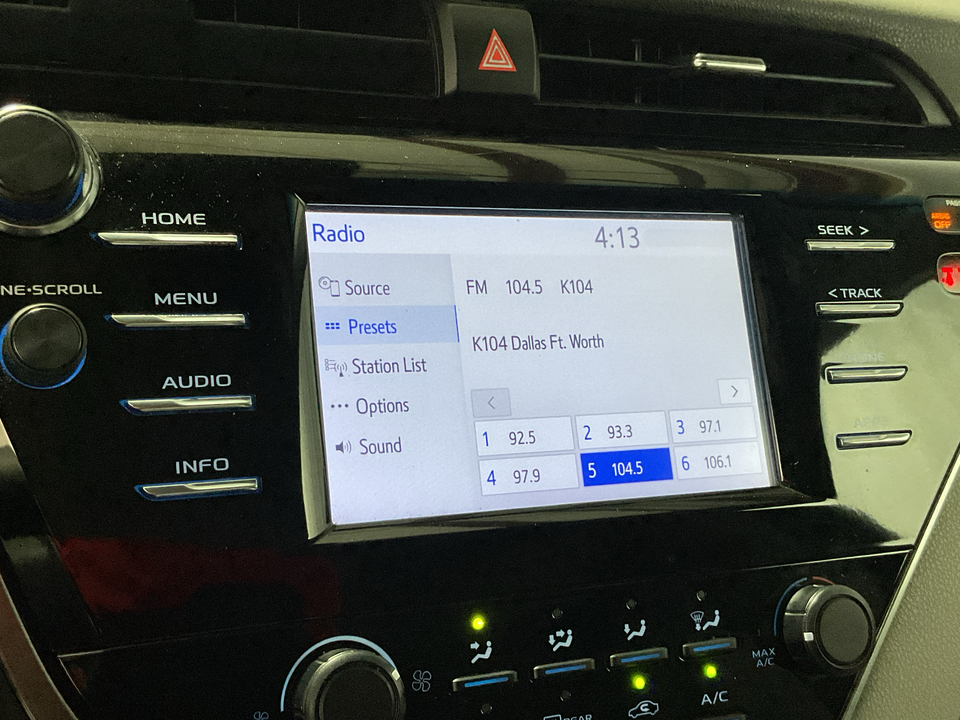 HOME
NE•SCROLL
MENU
AUDIO
INFO
Radio
4:13
Source
Presets
Station List
Options
Sound
FM 104.5 K104
K104 Dallas Ft. Worth
<
>
1 92.5
2 93.3
3 97.1
4 97.9
5 104.5
6 106.1
SEEK >
< TRACK
OFF
MAX
A/C
A/C